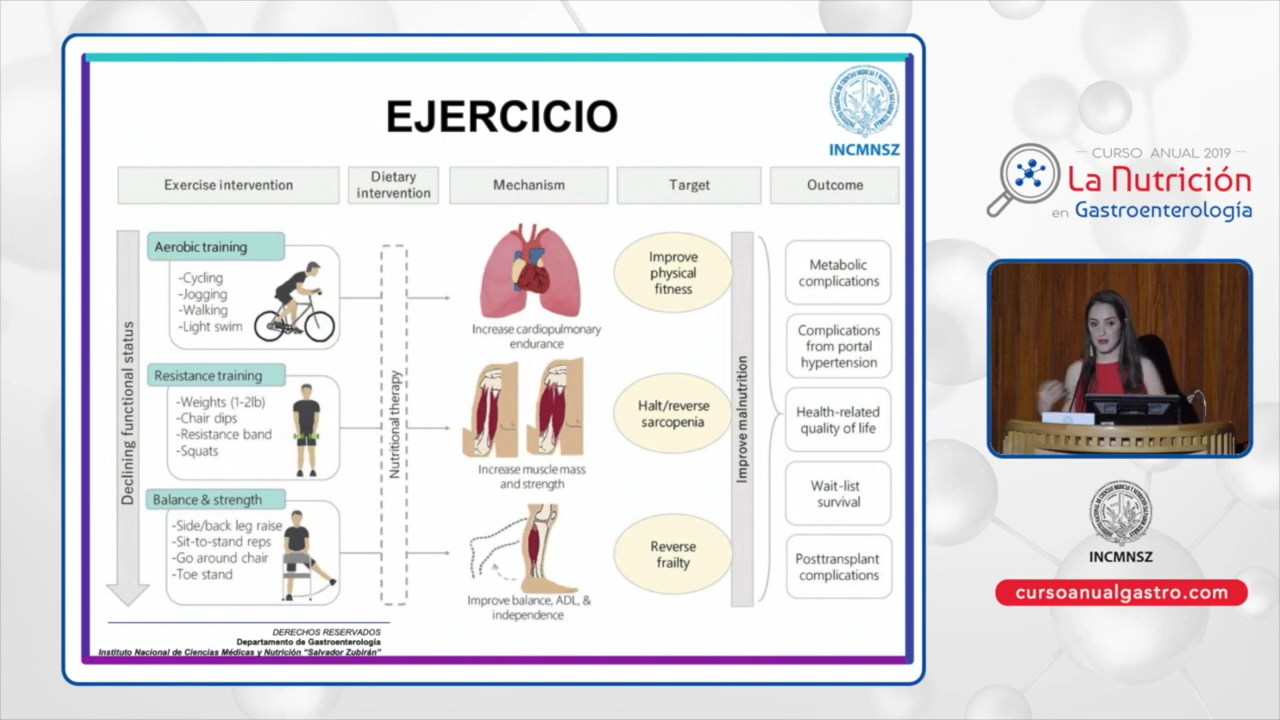 EJERCICIO
INCMNSZ
Exercise intervention
Dietary
intervention
Mechanism
Target
Outcome
Declining functional status
Aerobic training
-Cycling
-Jogging
-Walking
-Light swim
Resistance training
-Weights (1-2lb)
-Chair dips
-Resistance band
-Squats
Balance & strength
-Side/back leg raise
-Sit-to-stand reps
-Go around chair
-Toe stand
Nutritional therapy
Increase cardiopulmonary
endurance
Increase muscle mass
and strength
Improve balance, ADL, &
independence
Improve
physical
fitness
Halt/reverse
sarcopenia
Reverse
frailty
Improve malnutrition
Metabolic
complications
Complications
from portal
hypertension
Health-related
quality of life
Wait-list
survival
Posttransplant
complications
DERECHOS RESERVADOS
Departamento de Gastroenterología
Instituto Nacional de Ciencias Médicas y Nutrición "Salvador Zubirán"
CURSO ANUAL 2019
La Nutrición
en Gastroenterología
INCMNSZ
cursoanualgastro.com